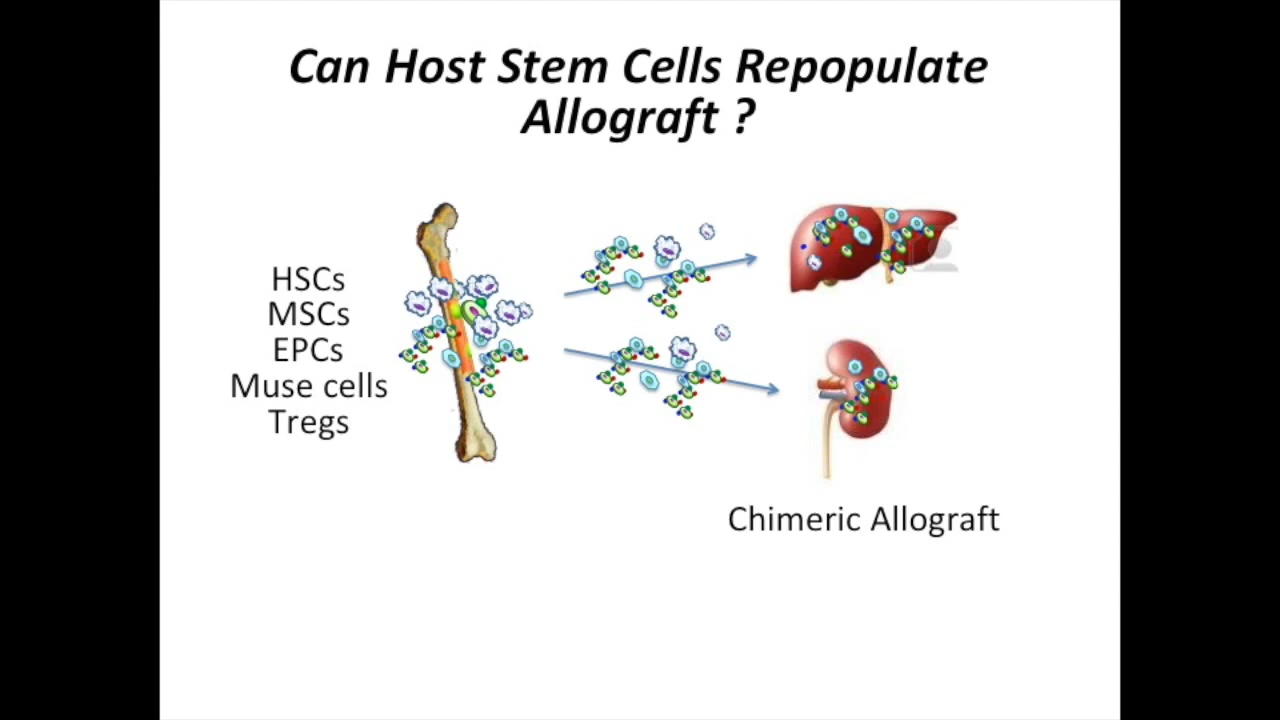 Can Host Stem Cells Repopulate
Allograft ?
HSCs
MSCs
EPCs
Muse cells
Tregs
Chimeric Allograft